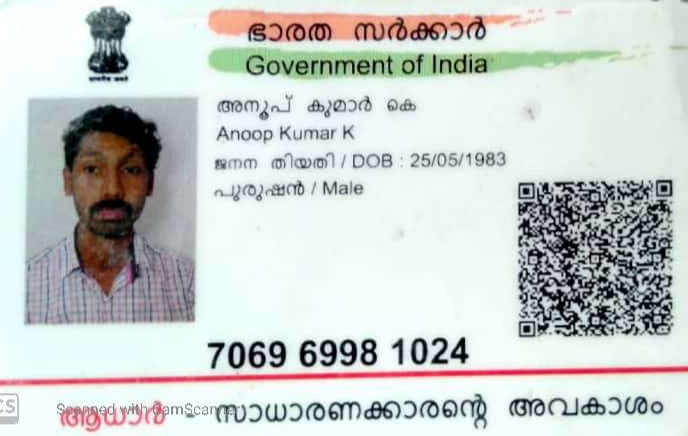 ഭാരത സർക്കാർ
Government of India
അനൂപ് കുമാർ കെ
Anoop Kumar K
ജനന തിയതി / DOB : 25/05/1983
പുരുഷൻ / Male
7069 6998 1024
CS
Scanned with CamScanner
ആധാർ - സാധാരണക്കാരന്റെ അവകാശം